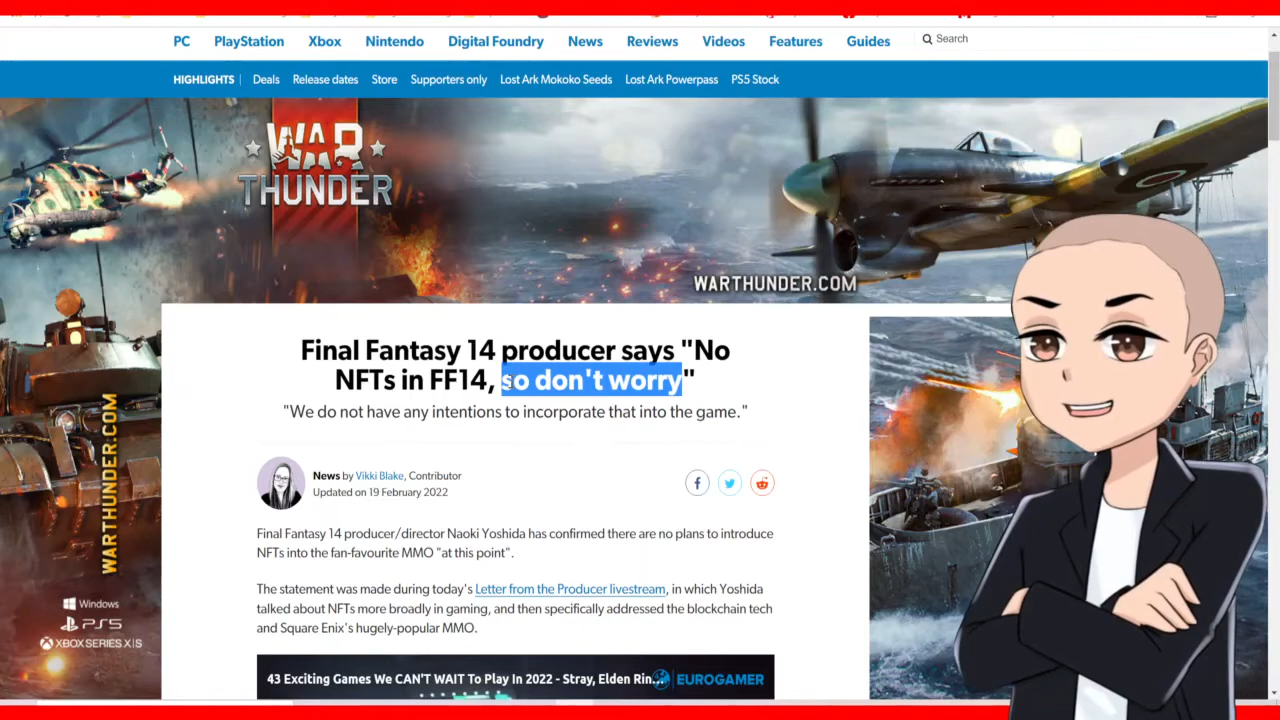 PC PlayStation Xbox Nintendo Digital Foundry News Reviews Videos Features Guides Search
HIGHLIGHTS Deals Release dates Store Supporters only Lost Ark Mokoko Seeds Lost Ark Powerpass PS5 Stock
WAR
THUNDER
WARTHUNDER.COM
WARTHUNDER.COM
Windows
PS5
XBOX SERIES X|S
Final Fantasy 14 producer says "No
NFTs in FF14, so don't worry"
"We do not have any intentions to incorporate that into the game."
News by Vikki Blake, Contributor
Updated on 19 February 2022
Final Fantasy 14 producer/director Naoki Yoshida has confirmed there are no plans to introduce
NFTs into the fan-favourite MMO "at this point".
The statement was made during today's Letter from the Producer livestream, in which Yoshida
talked about NFTs more broadly in gaming, and then specifically addressed the blockchain tech
and Square Enix's hugely-popular MMO.
43 Exciting Games We CAN'T WAIT To Play In 2022 - Stray, Elden Rin... EUROGAMER